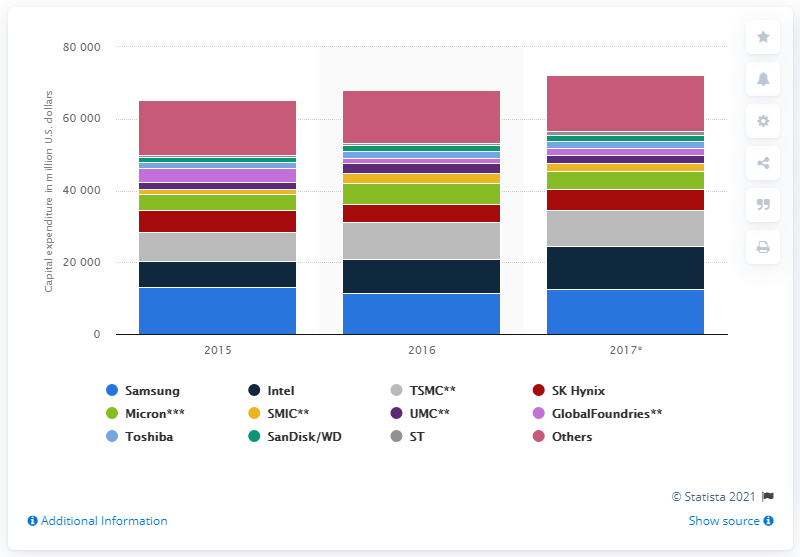 80 000
60 000
40 000
20 000
0
Capital expenditure in million U.S. dollars
2015 2016 2017*
Samsung Intel TSMC** SK Hynix
Micron*** SMIC** UMC** GlobalFoundries**
Toshiba SanDisk/WD ST Others
© Statista 2021
Additional Information Show source